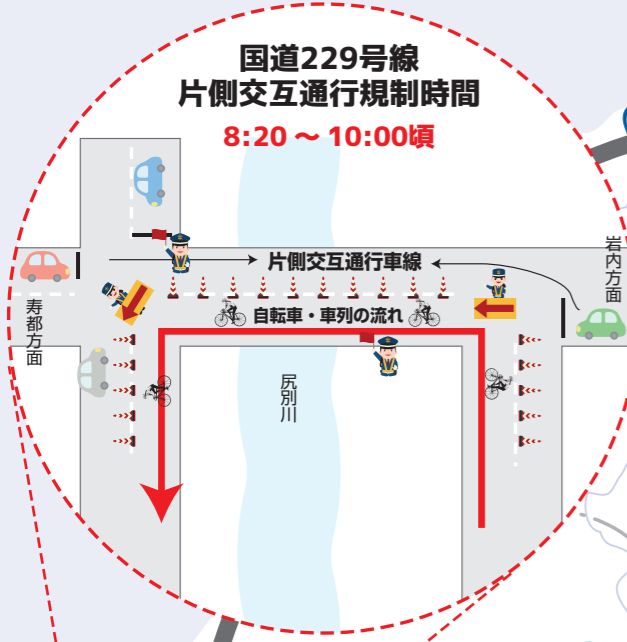 国道229号線
片側交互通行規制時間
8:20 ～ 10:00頃
片側交互通行車線
岩内方面
寿都方面
自転車・車列の流れ
尻別川